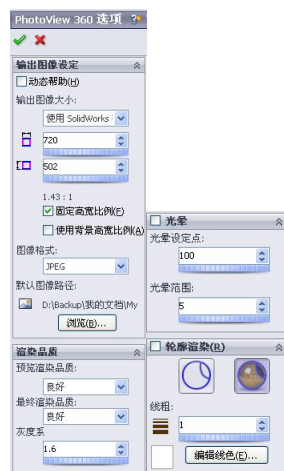 PhotoView 360 选项
输出图像设定
动态帮助(H)
输出图像大小:
使用 SolidWorks
720
502
1.43 : 1
固定高宽比例(F)
使用背景高宽比例(A)
图像格式:
JPEG
默认图像路径:
D:\Backup\我的文档\My
浏览(B)...
渲染品质
预览渲染品质:
良好
最终渲染品质:
良好
灰度系
1.6
光晕
光晕设定点:
100
光晕范围:
5
轮廓渲染(R)
线粗:
1
编辑线色(E)...